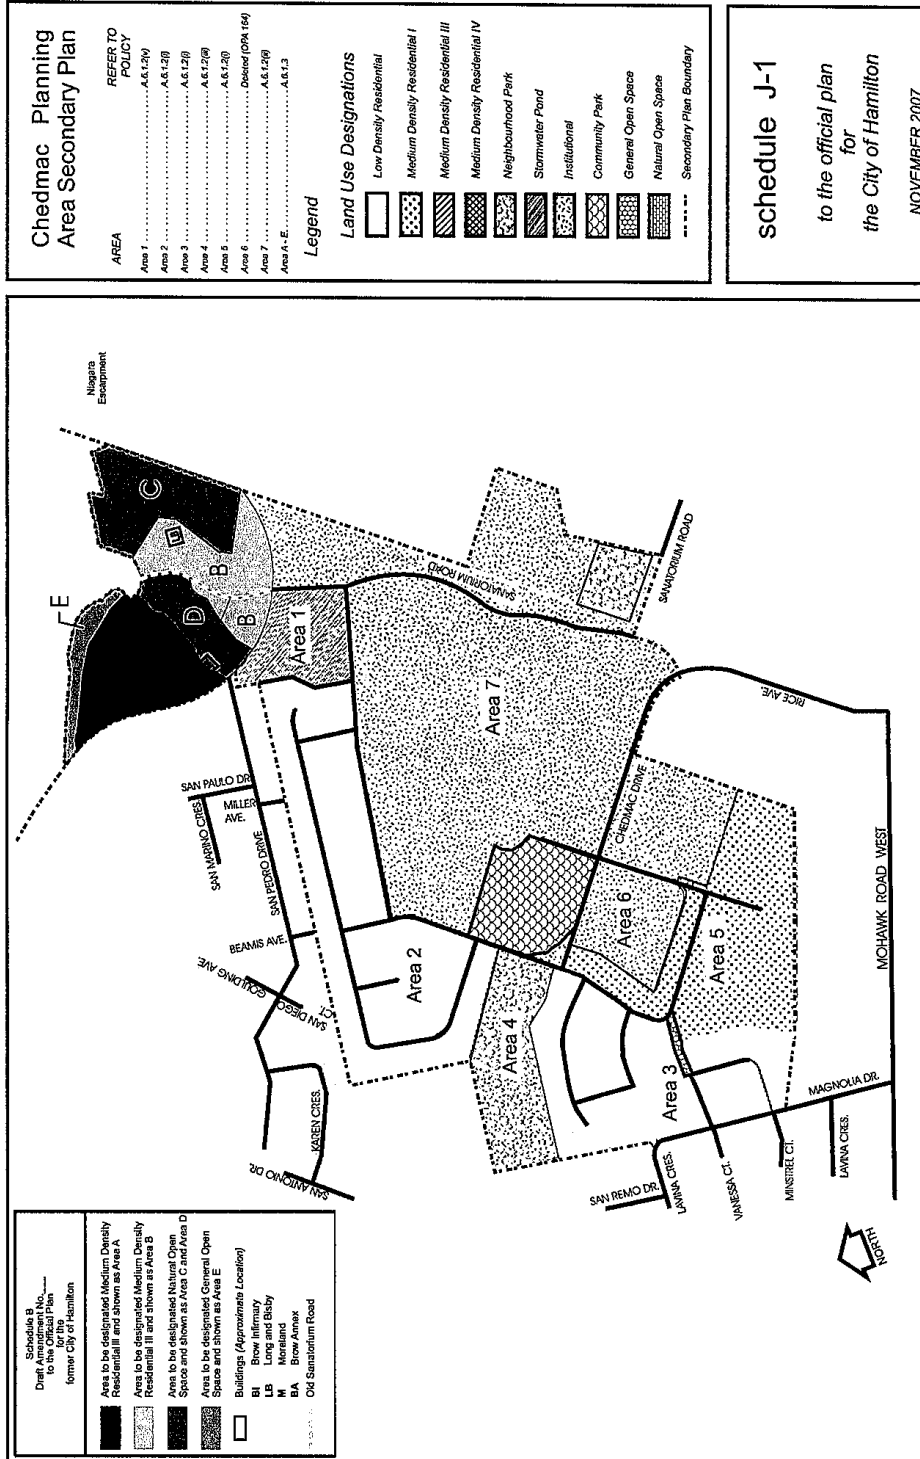 Chedmac Planning
Area Secondary Plan
AREA REFER TO
POLICY
Area 1 .............. A.6.1.2(v)
Area 2 .............. A.6.1.2(i)
Area 3 .............. A.6.1.2(i)
Area 4 .............. A.6.1.2(iii)
Area 5 .............. A.6.1.2(i)
Area 6 .............. Deleted (OPA 164)
Area 7 ..............
Area A - E .............. A.6.1.3
Legend
Land Use Designations
Low Density Residential
Medium Density Residential I
Medium Density Residential III
Medium Density Residential IV
Neighbourhood Park
Stormwater Pond
Institutional
Community Park
General Open Space
Natural Open Space
Secondary Plan Boundary
schedule J-1
to the official plan
for
the City of Hamilton
NOVEMBER 2007
Niagara
Escarpment
E
C
B
D
B
LB
Area 1
SANATORIUM ROAD
SANATORIUM ROAD
Area 7
SAN PAULO DR.
SAN MARINO CRES.
MILLER
AVE.
SAN PEDRO DRIVE
BEAMIS AVE.
GOULDING AVE.
SAN DIEGO
CT.
KAREN CRES.
SAN ANTONIO DR.
Area 2
CHEDMAC DRIVE
RICE AVE.
Area 6
Area 5
Area 4
Area 3
MOHAWK ROAD WEST
MAGNOLIA DR.
SAN REMO DR.
LAVINA CRES.
VANESSA CT.
MINSTREL CT.
LAVINA CRES.
NORTH
Schedule B
Draft Amendment No.____
to the Official Plan
for the
former City of Hamilton
Area to be designated Medium Density
Residential III and shown as Area A
Area to be designated Medium Density
Residential III and shown as Area B
Area to be designated Natural Open
Space and shown as Area C and Area D
Area to be designated General Open
Space and shown as Area E
Buildings (Approximate Location)
BI Brow Infirmary
LB Long and Bisby
M Moreland
BA Brow Annex
Old Sanatorium Road